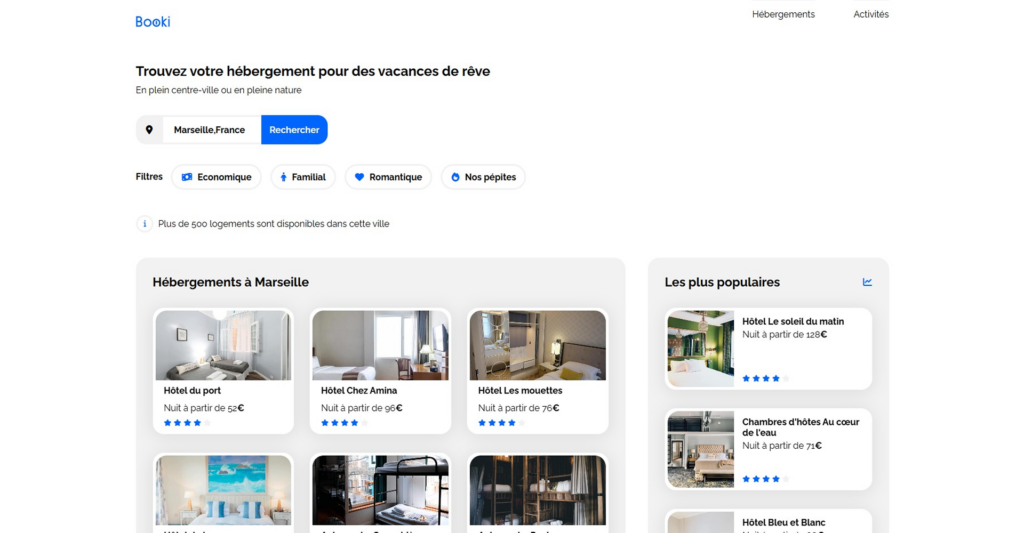 Booki
Hébergements
Activités
Trouvez votre hébergement pour des vacances de rêve
En plein centre-ville ou en pleine nature
Marseille,France
Rechercher
Filtres
Economique
Familial
Romantique
Nos pépites
Plus de 500 logements sont disponibles dans cette ville
Hébergements à Marseille
Hôtel du port
Nuit à partir de 52€
Hôtel Chez Amina
Nuit à partir de 96€
Hôtel Les mouettes
Nuit à partir de 76€
Les plus populaires
Hôtel Le soleil du matin
Nuit à partir de 128€
Chambres d'hôtes Au cœur
de l'eau
Nuit à partir de 71€
Hôtel Bleu et Blanc